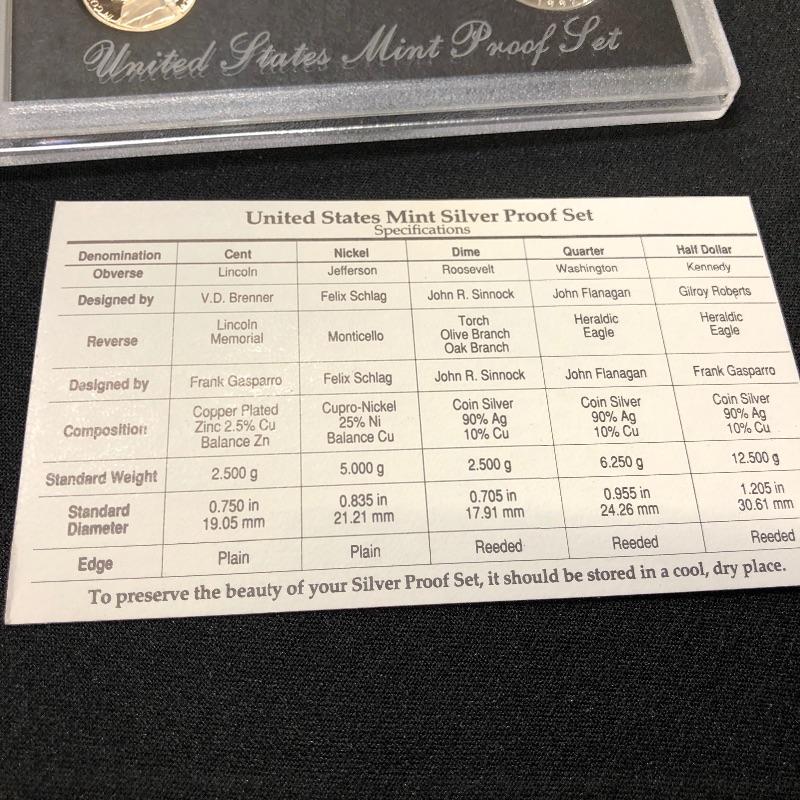 United States Mint Proof Set
United States Mint Silver Proof Set
Specifications
Denomination Cent Nickel Dime Quarter Half Dollar
Obverse Lincoln Jefferson Roosevelt Washington Kennedy
Designed by V.D. Brenner Felix Schlag John R. Sinnock John Flanagan Gilroy Roberts
Reverse Lincoln Memorial Monticello Torch Olive Branch Oak Branch Heraldic Eagle Heraldic Eagle
Designed by Frank Gasparro Felix Schlag John R. Sinnock John Flanagan Frank Gasparro
Composition Copper Plated Zinc 2.5% Cu Balance Zn Cupro-Nickel 25% Ni Balance Cu Coin Silver 90% Ag 10% Cu Coin Silver 90% Ag 10% Cu Coin Silver 90% Ag 10% Cu
Standard Weight 2.500 g 5.000 g 2.500 g 6.250 g 12.500 g
Standard Diameter 0.750 in 19.05 mm 0.835 in 21.21 mm 0.705 in 17.91 mm 0.955 in 24.26 mm 1.205 in 30.61 mm
Edge Plain Plain Reeded Reeded Reeded
To preserve the beauty of your Silver Proof Set, it should be stored in a cool, dry place.